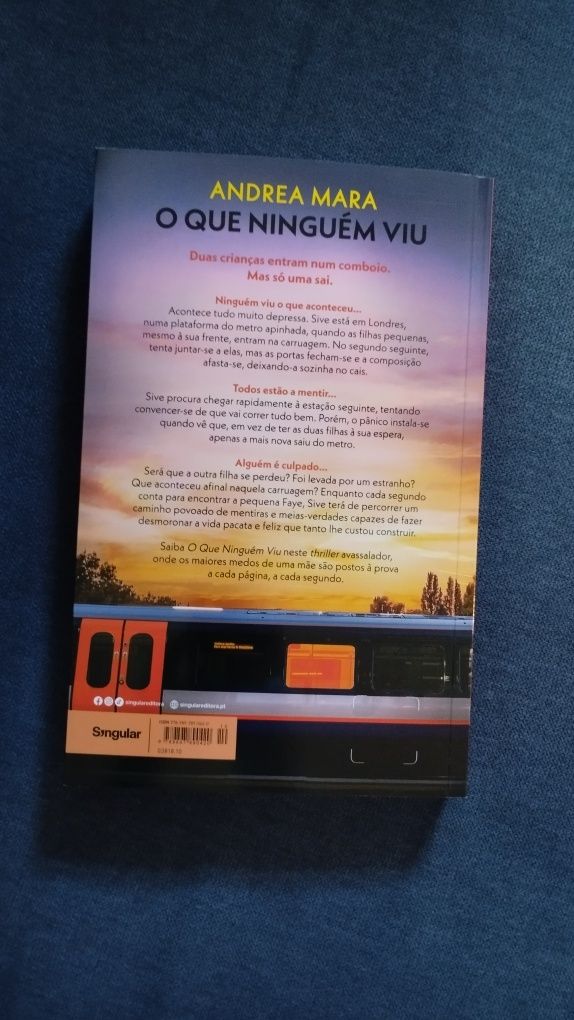 ANDREA MARA
O QUE NINGUÉM VIU
Duas crianças entram num comboio.
Mas só uma sai.
Ninguém viu o que aconteceu...
Acontece tudo muito depressa. Sive está em Londres,
numa plataforma do metro apinhada, quando as filhas pequenas,
mesmo à sua frente, entram na carruagem. No segundo seguinte,
tenta juntar-se a elas, mas as portas fecham-se e a composição
afasta-se, deixando-a sozinha no cais.
Todos estão a mentir...
Sive procura chegar rapidamente à estação seguinte, tentando
convencer-se de que vai correr tudo bem. Porém, o pânico instala-se
quando vê que, em vez de ter as duas filhas à sua espera,
apenas a mais nova saiu do metro.
Alguém é culpado...
Será que a outra filha se perdeu? Foi levada por um estranho?
Que aconteceu afinal naquela carruagem? Enquanto cada segundo
conta para encontrar a pequena Faye, Sive terá de percorrer um
caminho povoado de mentiras e meias-verdades capazes de fazer
desmoronar a vida pacata e feliz que tanto lhe custou construir.
Saiba O Que Ninguém Viu neste thriller avassalador,
onde os maiores medos de uma mãe são postos à prova
a cada página, a cada segundo.
singulareditora singulareditora.pt
Singular
ISBN
03818.10